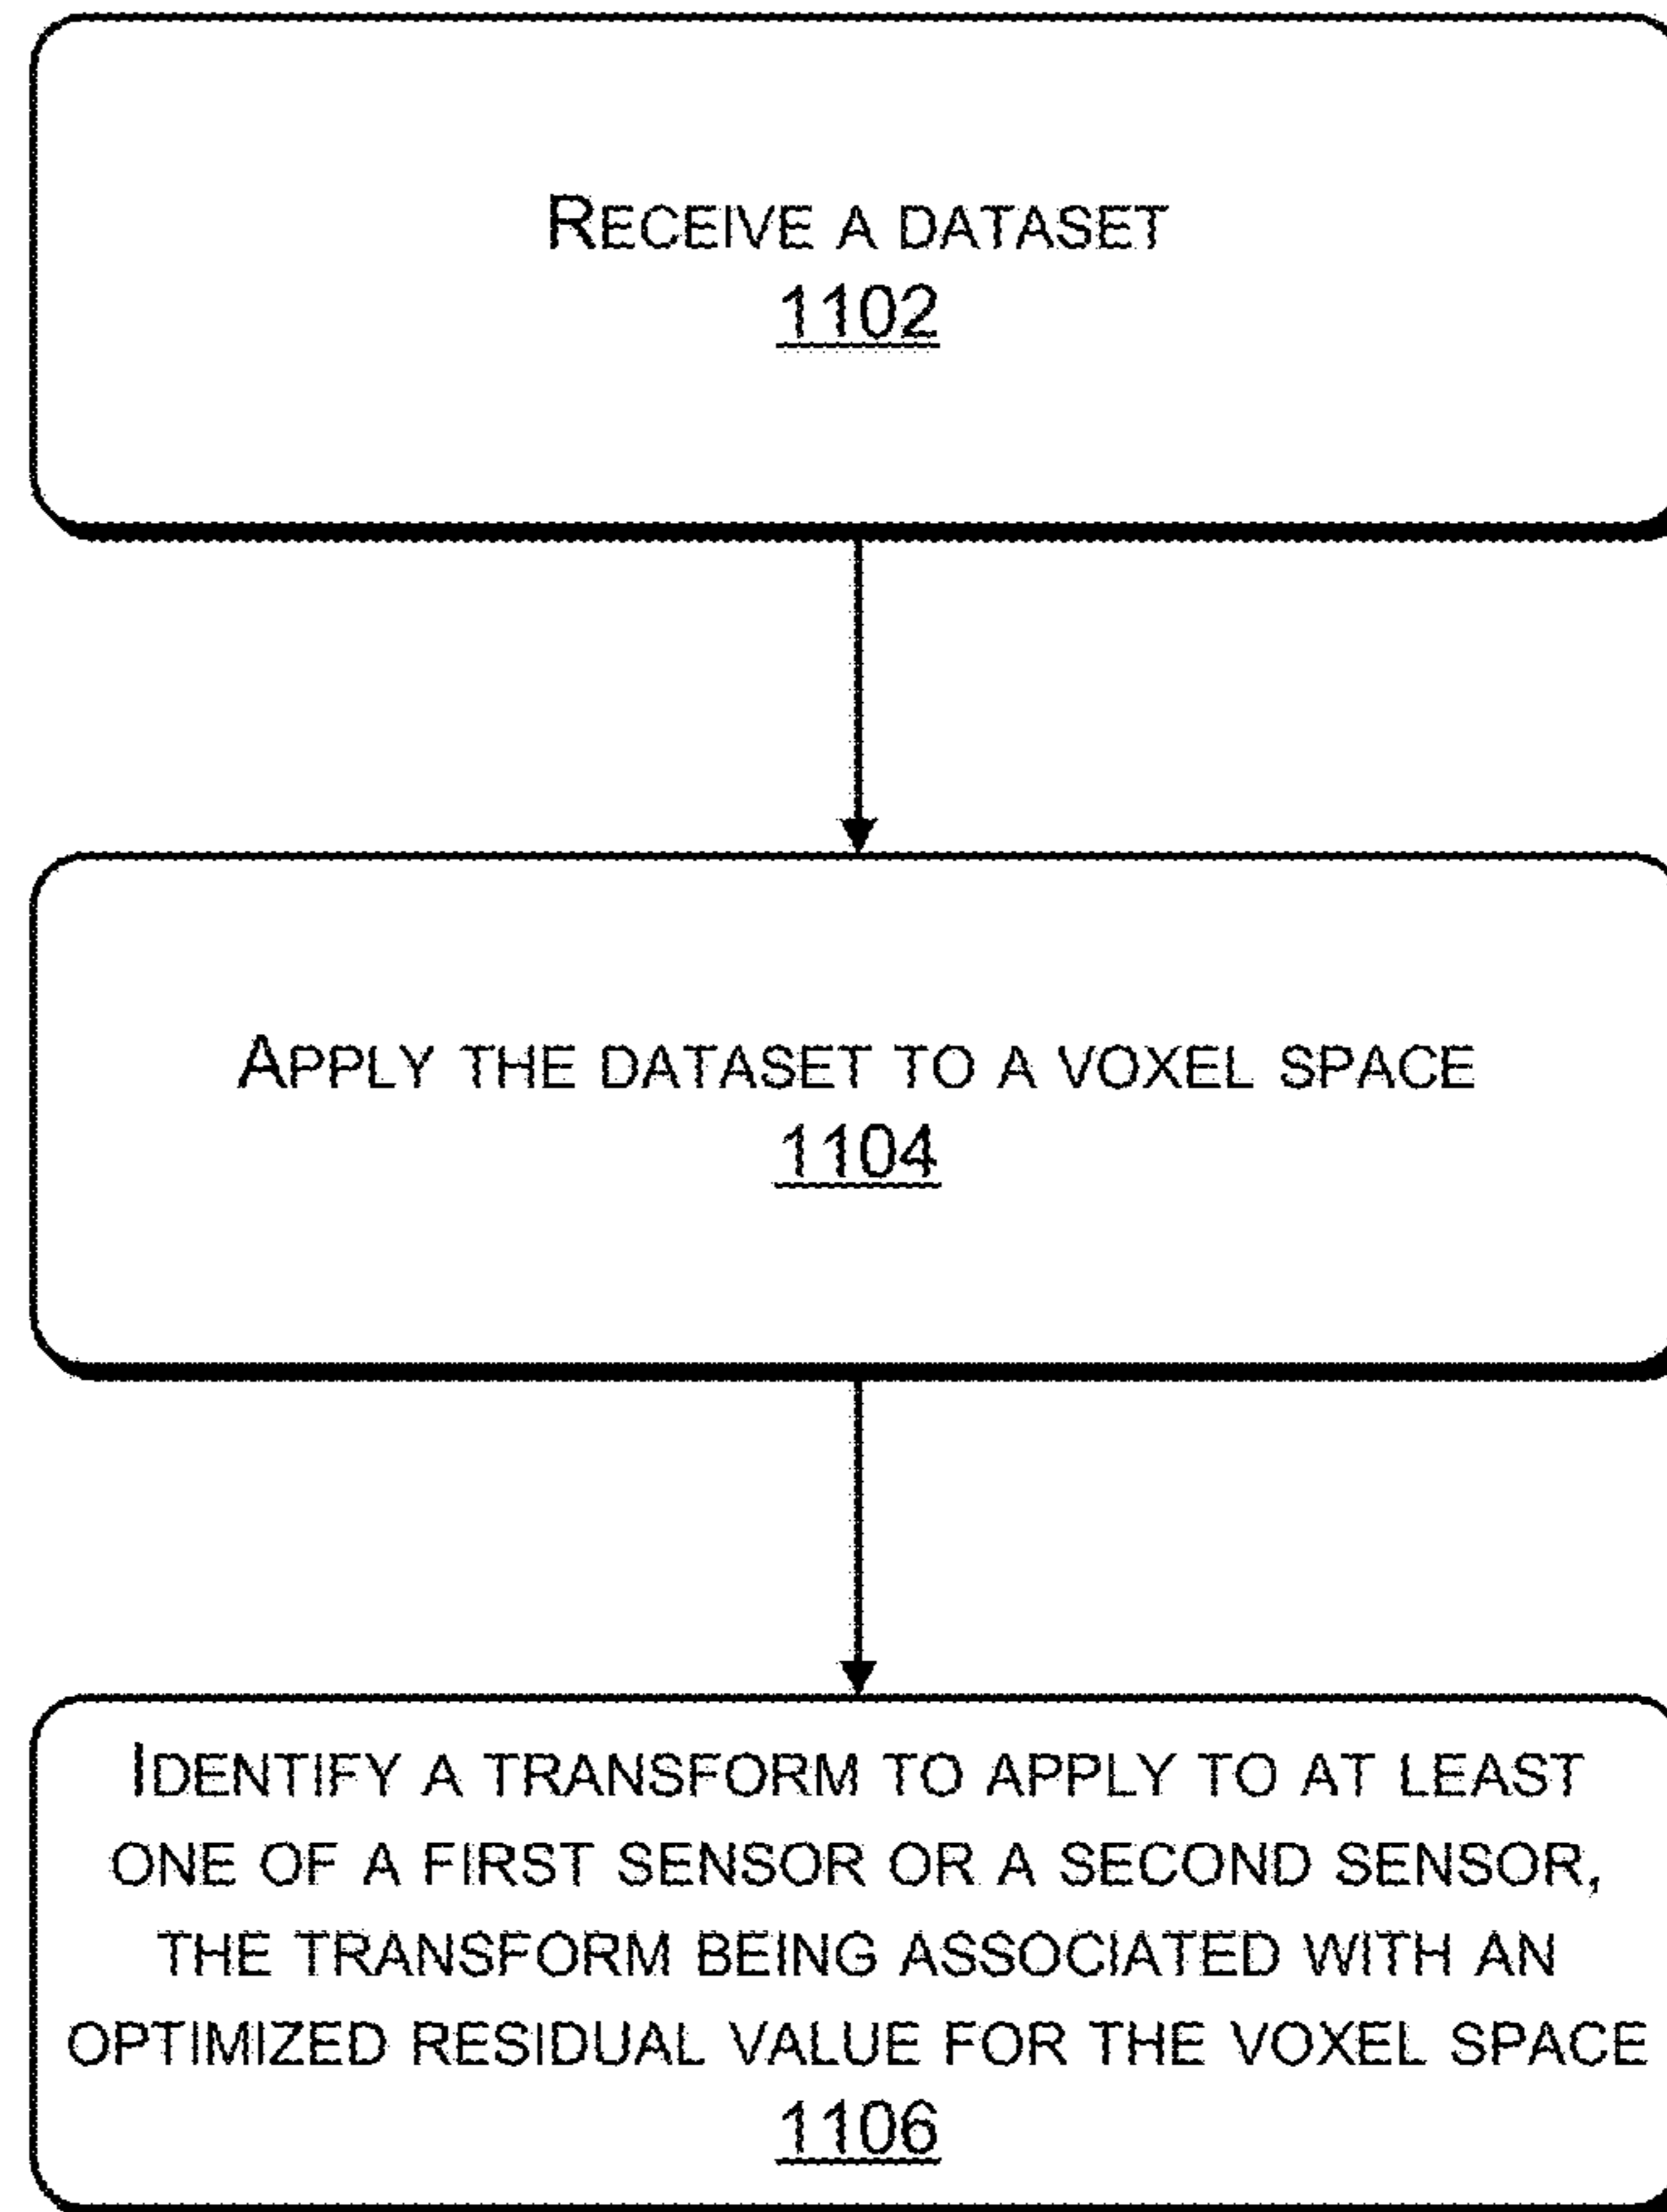 RECEIVE A DATASET
1102
APPLY THE DATASET TO A VOXEL SPACE
1104
IDENTIFY A TRANSFORM TO APPLY TO AT LEAST
ONE OF A FIRST SENSOR OR A SECOND SENSOR,
THE TRANSFORM BEING ASSOCIATED WITH AN
OPTIMIZED RESIDUAL VALUE FOR THE VOXEL SPACE
1106